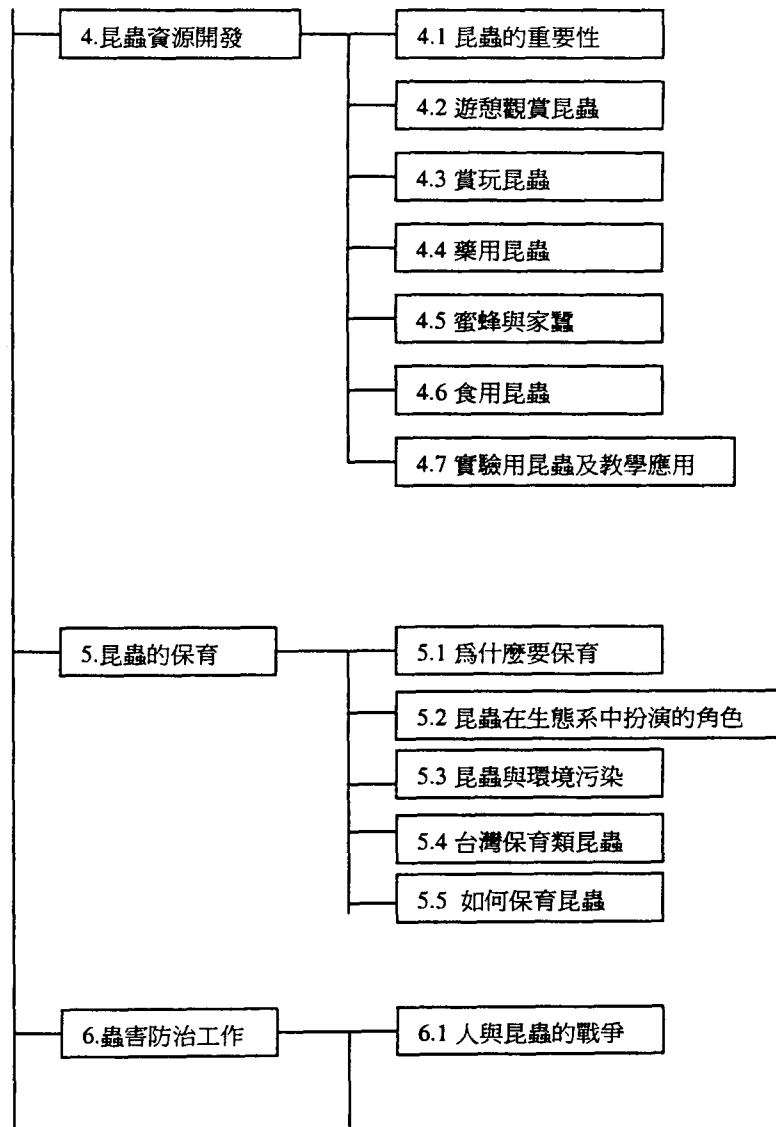 4.昆蟲資源開發
4.1 昆蟲的重要性
4.2 遊憩觀賞昆蟲
4.3 賞玩昆蟲
4.4 藥用昆蟲
4.5 蜜蜂與家蠶
4.6 食用昆蟲
4.7 實驗用昆蟲及教學應用
5.昆蟲的保育
5.1 爲什麼要保育
5.2 昆蟲在生態系中扮演的角色
5.3 昆蟲與環境污染
5.4 台灣保育類昆蟲
5.5 如何保育昆蟲
6.蟲害防治工作
6.1 人與昆蟲的戰爭